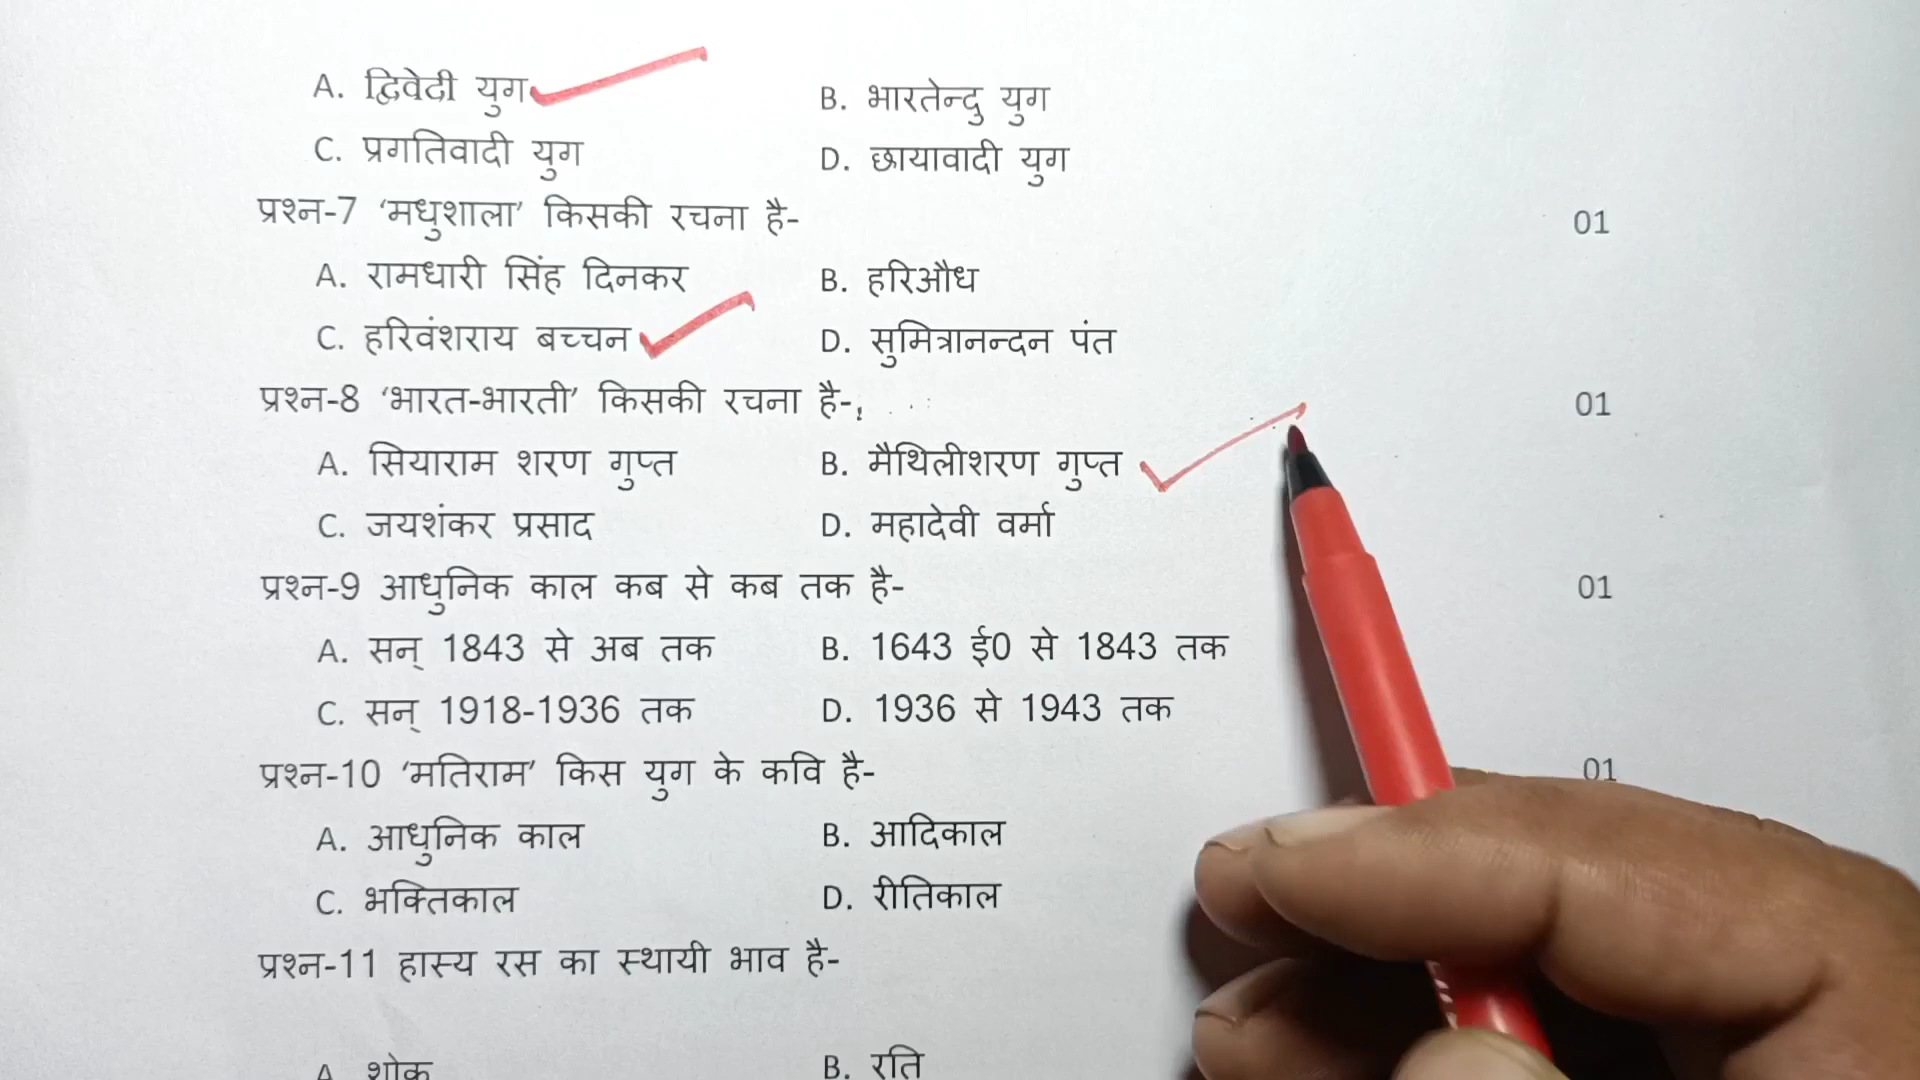 A. द्विवेदी युग B. भारतेन्दु युग
C. प्रगतिवादी युग D. छायावादी युग
प्रश्न-7 ‘मधुशाला’ किसकी रचना है- 01
A. रामधारी सिंह दिनकर B. हरिऔध
C. हरिवंशराय बच्चन D. सुमित्रानन्दन पंत
प्रश्न-8 ‘भारत-भारती’ किसकी रचना है- 01
A. सियाराम शरण गुप्त B. मैथिलीशरण गुप्त
C. जयशंकर प्रसाद D. महादेवी वर्मा
प्रश्न-9 आधुनिक काल कब से कब तक है- 01
A. सन् 1843 से अब तक B. 1643 ई0 से 1843 तक
C. सन् 1918-1936 तक D. 1936 से 1943 तक
प्रश्न-10 ‘मतिराम’ किस युग के कवि है- 01
A. आधुनिक काल B. आदिकाल
C. भक्तिकाल D. रीतिकाल
प्रश्न-11 हास्य रस का स्थायी भाव है-
A. शोक B. रति